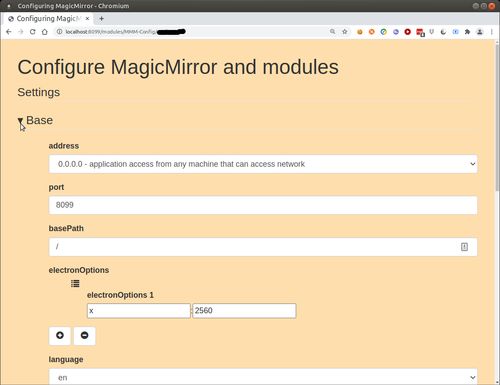 Configuring MagicMirror - Chromium
Configuring MagicMirror
localhost:8099/modules/MMM-Config/
Configure MagicMirror and modules
Settings
Base
address
0.0.0.0 - application access from any machine that can access network
port
8099
basePath
/
electronOptions
electronOptions 1
x : 2560
language
en